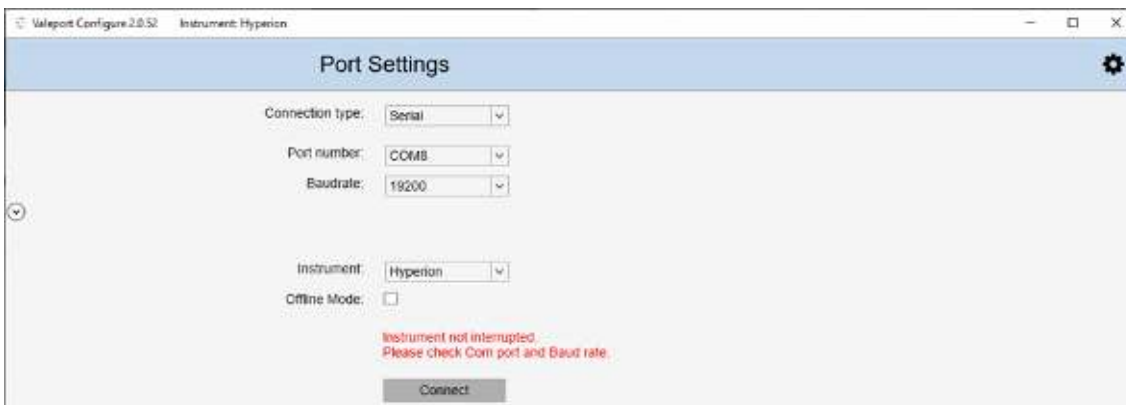 Valeport Configure 2.0.52 Instrument: Hyperion
Port Settings
Connection type: Serial
Port number: COM8
Baudrate: 19200
Instrument: Hyperion
Offline Mode:
Instrument not interrupted.
Please check Com port and Baud rate.
Connect